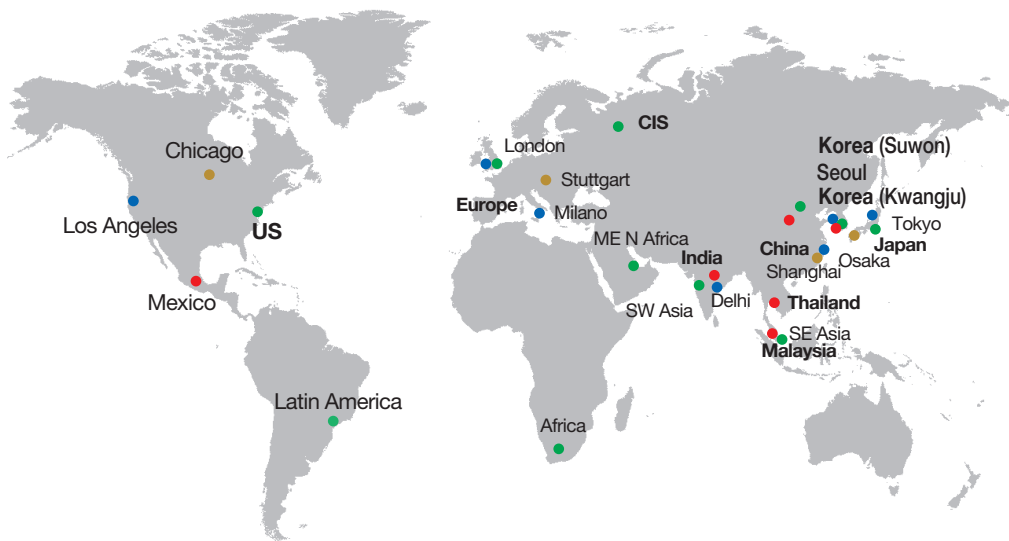 CIS
Korea (Suwon)
London
Chicago
Seoul
Stuttgart
Korea (Kwangju)
Europe
Milano
Los Angeles
US
Tokyo
ME N Africa
China
Japan
India
Osaka
Shanghai
Mexico
SW Asia
Delhi
Thailand
SE Asia
Malaysia
Latin America
Africa